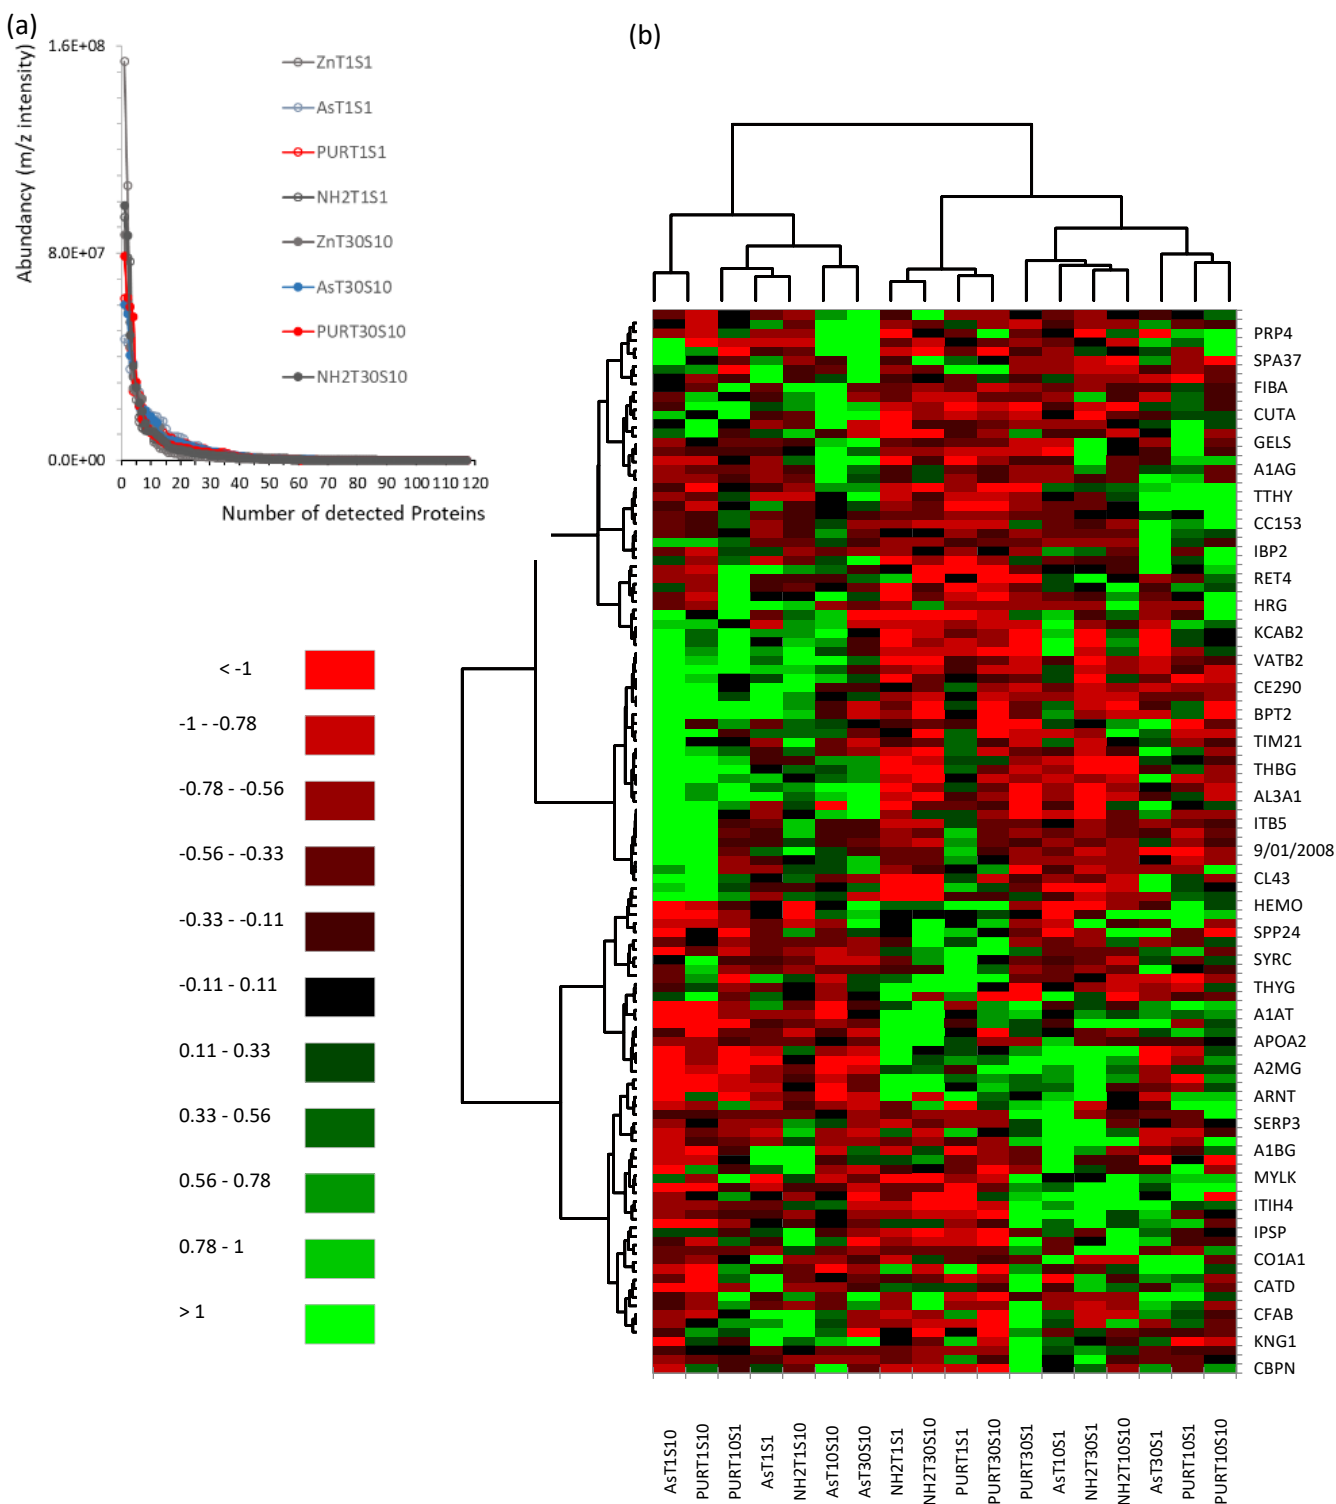 (a)
(b)
Abundancy (m/z intensity)
1.6E+08
8.0E+07
0.0E+00
0 10 20 30 40 50 60 70 80 90 100 110 120
Number of detected Proteins
ZnT1S1
AsT1S1
PURT1S1
NH2T1S1
ZnT30S10
AsT30S10
PURT30S10
NH2T30S10
< -1
-1 - -0.78
-0.78 - -0.56
-0.56 - -0.33
-0.33 - -0.11
-0.11 - 0.11
0.11 - 0.33
0.33 - 0.56
0.56 - 0.78
0.78 - 1
> 1
PRP4
SPA37
FIBA
CUTA
GELS
A1AG
TTHY
CC153
IBP2
RET4
HRG
KCAB2
VATB2
CE290
BPT2
TIM21
THBG
AL3A1
ITB5
9/01/2008
CL43
HEMO
SPP24
SYRC
THYG
A1AT
APOA2
A2MG
ARNT
SERP3
A1BG
MYLK
ITIH4
IPSP
CO1A1
CATD
CFAB
KNG1
CBPN
AsT1S10
PURT1S10
PURT10S1
AsT1S1
NH2T1S10
AsT10S10
AsT30S10
NH2T1S1
NH2T30S10
PURT1S1
PURT30S10
PURT30S1
AsT10S1
NH2T30S1
NH2T10S10
AsT30S1
PURT10S1
PURT10S10